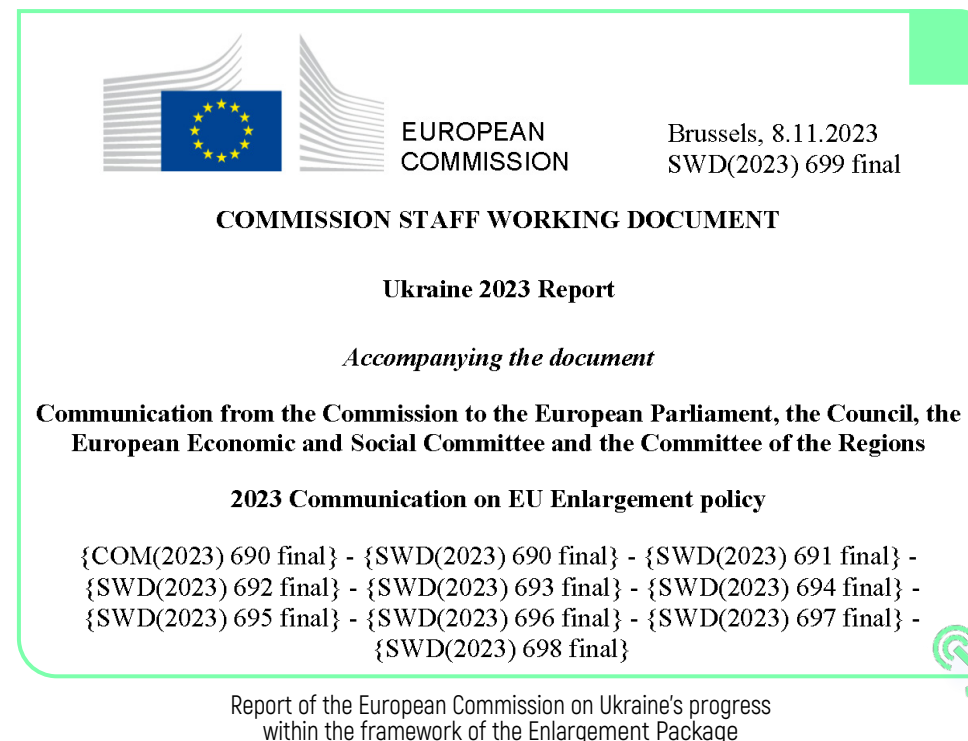 EUROPEAN
COMMISSION
Brussels, 8.11.2023
SWD(2023) 699 final
COMMISSION STAFF WORKING DOCUMENT
Ukraine 2023 Report
Accompanying the document
Communication from the Commission to the European Parliament, the Council, the
European Economic and Social Committee and the Committee of the Regions
2023 Communication on EU Enlargement policy
{COM(2023) 690 final} - {SWD(2023) 690 final} - {SWD(2023) 691 final} -
{SWD(2023) 692 final} - {SWD(2023) 693 final} - {SWD(2023) 694 final} -
{SWD(2023) 695 final} - {SWD(2023) 696 final} - {SWD(2023) 697 final} -
{SWD(2023) 698 final}
Report of the European Commission on Ukraine's progress
within the framework of the Enlargement Package